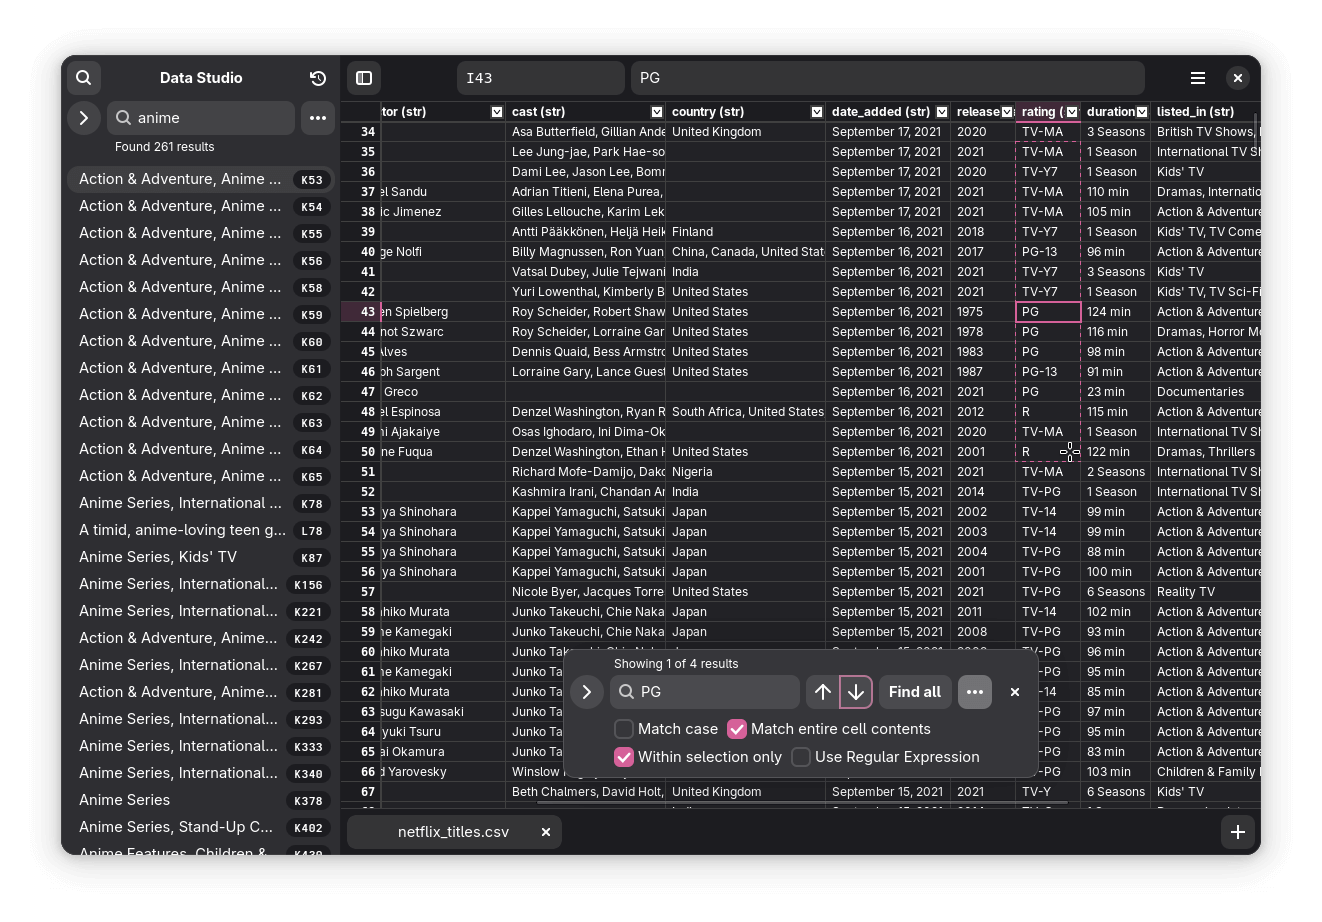 Data Studio
anime
Found 261 results
Action & Adventure, Anime ... K53
Action & Adventure, Anime ... K54
Action & Adventure, Anime ... K55
Action & Adventure, Anime ... K56
Action & Adventure, Anime ... K58
Action & Adventure, Anime ... K59
Action & Adventure, Anime ... K60
Action & Adventure, Anime ... K61
Action & Adventure, Anime ... K62
Action & Adventure, Anime ... K63
Action & Adventure, Anime ... K64
Action & Adventure, Anime ... K65
Anime Series, International ... K78
A timid, anime-loving teen g... L78
Anime Series, Kids' TV K87
Anime Series, International... K156
Anime Series, International... K221
Action & Adventure, Anime... K242
Anime Series, International... K267
Action & Adventure, Anime... K281
Anime Series, International... K293
Anime Series, International... K333
Anime Series, International... K340
Anime Series K378
Anime Series, Stand-Up C... K402
Anime Features, Children & K430
I43 PG
tor (str) cast (str) country (str) date_added (str) release rating ( duration listed_in (str)
34 Asa Butterfield, Gillian Ande United Kingdom September 17, 2021 2020 TV-MA 3 Seasons British TV Shows,
35 Lee Jung-jae, Park Hae-so September 17, 2021 2021 TV-MA 1 Season International TV Sh
36 Dami Lee, Jason Lee, Bomm September 17, 2021 2020 TV-Y7 1 Season Kids' TV
37 el Sandu Adrian Titieni, Elena Purea, September 17, 2021 2021 TV-MA 110 min Dramas, Internatio
38 ic Jimenez Gilles Lellouche, Karim Lek September 17, 2021 2021 TV-MA 105 min Action & Adventure
39 Antti Pääkkönen, Heljä Heik Finland September 16, 2021 2018 TV-Y7 1 Season Kids' TV, TV Come
40 ge Nolfi Billy Magnussen, Ron Yuan China, Canada, United Stat September 16, 2021 2017 PG-13 96 min Action & Adventure
41 Vatsal Dubey, Julie Tejwani India September 16, 2021 2021 TV-Y7 3 Seasons Kids' TV
42 Yuri Lowenthal, Kimberly B United States September 16, 2021 2021 TV-Y7 1 Season Kids' TV, TV Sci-Fi
43 en Spielberg Roy Scheider, Robert Shaw United States September 16, 2021 1975 PG 124 min Action & Adventure
44 not Szwarc Roy Scheider, Lorraine Gar United States September 16, 2021 1978 PG 116 min Dramas, Horror Mo
45 Alves Dennis Quaid, Bess Armstro United States September 16, 2021 1983 PG 98 min Action & Adventure
46 ph Sargent Lorraine Gary, Lance Guest United States September 16, 2021 1987 PG-13 91 min Action & Adventure
47 Greco September 16, 2021 2021 PG 23 min Documentaries
48 el Espinosa Denzel Washington, Ryan R South Africa, United States September 16, 2021 2012 R 115 min Action & Adventure
49 ni Ajakaiye Osas Ighodaro, Ini Dima-Ok September 16, 2021 2020 TV-MA 1 Season International TV Sh
50 ne Fuqua Denzel Washington, Ethan H United States September 16, 2021 2001 R 122 min Dramas, Thrillers
51 Richard Mofe-Damijo, Dako Nigeria September 15, 2021 2021 TV-MA 2 Seasons International TV Sh
52 Kashmira Irani, Chandan An India September 15, 2021 2014 TV-PG 1 Season International TV Sh
53 ya Shinohara Kappei Yamaguchi, Satsuki Japan September 15, 2021 2002 TV-14 99 min Action & Adventure
54 ya Shinohara Kappei Yamaguchi, Satsuki Japan September 15, 2021 2003 TV-14 99 min Action & Adventure
55 ya Shinohara Kappei Yamaguchi, Satsuki Japan September 15, 2021 2004 TV-PG 88 min Action & Adventure
56 ya Shinohara Kappei Yamaguchi, Satsuki Japan September 15, 2021 2001 TV-PG 100 min Action & Adventure
57 Nicole Byer, Jacques Torre United States September 15, 2021 2021 TV-PG 6 Seasons Reality TV
58 hiko Murata Junko Takeuchi, Chie Naka Japan September 15, 2021 2011 TV-14 102 min Action & Adventure
59 ne Kamegaki Junko Takeuchi, Chie Naka Japan September 15, 2021 2008 TV-PG 93 min Action & Adventure
60 hiko Murata Junko Takeuchi, Chie Naka TV-PG 96 min Action & Adventure
61 ne Kamegaki Junko Ta -PG 95 min Action & Adventure
62 hiko Murata Junko Ta -14 85 min Action & Adventure
63 sugu Kawasaki Junko Ta -PG 97 min Action & Adventure
64 yuki Tsuru Junko Ta -PG 95 min Action & Adventure
65 ai Okamura Junko Ta -PG 83 min Action & Adventure
66 d Yarovesky Winslow -PG 103 min Children & Family
67 Beth Chalmers, David Holt, United Kingdom September 15, 2021 2021 TV-Y 6 Seasons Kids' TV
Showing 1 of 4 results
PG Find all
Match case Match entire cell contents
Within selection only Use Regular Expression
netflix_titles.csv